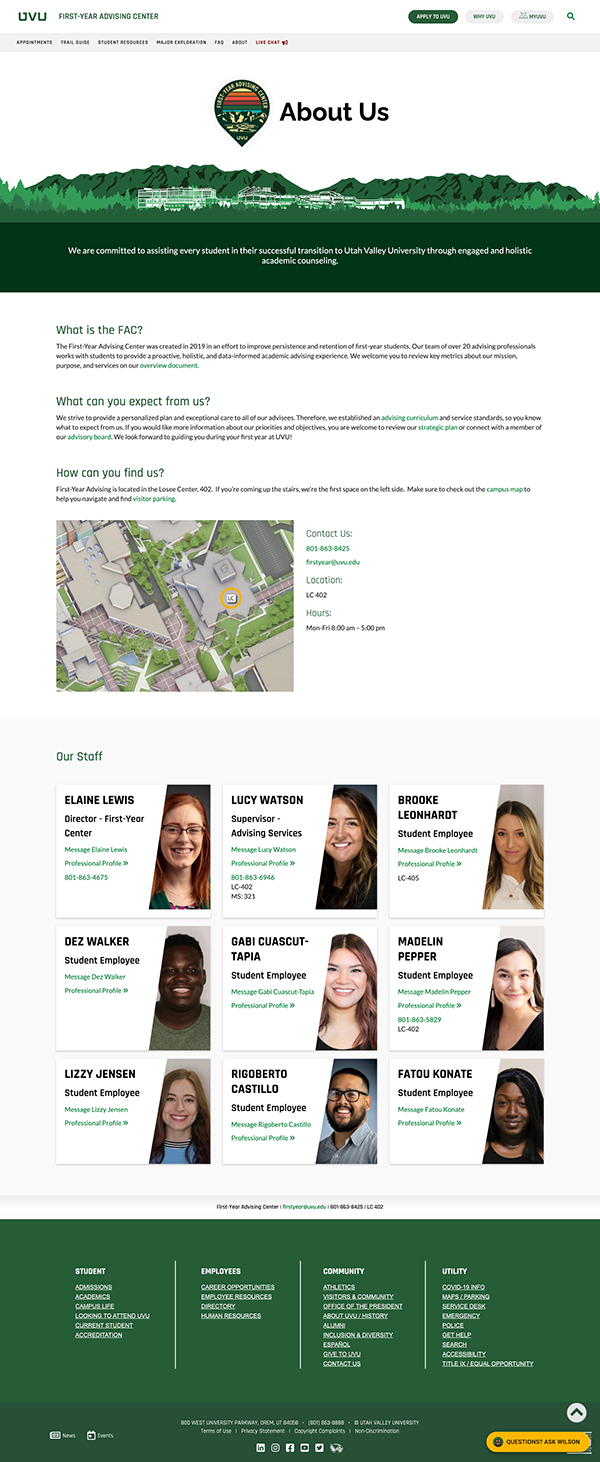 UVU FIRST-YEAR ADVISING CENTER
APPLY TO UVU WHY UVU MYUVU
APPOINTMENTS TRAIL GUIDE STUDENT RESOURCES MAJOR EXPLORATION FAQ ABOUT LIVE CHAT
FIRST-YEAR ADVISING CENTER
UVU
About Us
We are committed to assisting every student in their successful transition to Utah Valley University through engaged and holistic
academic counseling.
What is the FAC?
The First-Year Advising Center was created in 2019 in an effort to improve persistence and retention of first-year students. Our team of over 20 advising professionals
works with students to provide a proactive, holistic, and data-informed academic advising experience. We welcome you to review key metrics about our mission,
purpose, and services on our overview document.
What can you expect from us?
We strive to provide a personalized plan and exceptional care to all of our advisees. Therefore, we established an advising curriculum and service standards, so you know
what to expect from us. If you would like more information about our priorities and objectives, you are welcome to review our strategic plan or connect with a member of
our advisory board. We look forward to guiding you during your first year at UVU!
How can you find us?
First-Year Advising is located in the Losee Center, 402. If you're coming up the stairs, we're the first space on the left side. Make sure to check out the campus map to
help you navigate and find visitor parking.
LC
Contact Us:
801-863-8425
firstyear@uvu.edu
Location:
LC 402
Hours:
Mon-Fri 8:00 am – 5:00 pm
Our Staff
ELAINE LEWIS
Director - First-Year
Center
Message Elaine Lewis
Professional Profile »
801-863-4675
LUCY WATSON
Supervisor -
Advising Services
Message Lucy Watson
Professional Profile »
801-863-6946
LC-402
MS: 321
BROOKE
LEONHARDT
Student Employee
Message Brooke Leonhardt
Professional Profile »
LC-405
DEZ WALKER
Student Employee
Message Dez Walker
Professional Profile »
GABI CUASCUT-
TAPIA
Student Employee
Message Gabi Cuascut-Tapia
Professional Profile »
MADELIN
PEPPER
Student Employee
Message Madelin Pepper
Professional Profile »
801-863-5829
LC-402
LIZZY JENSEN
Student Employee
Message Lizzy Jensen
Professional Profile »
RIGOBERTO
CASTILLO
Student Employee
Message Rigoberto Castillo
Professional Profile »
FATOU KONATE
Student Employee
Message Fatou Konate
Professional Profile »
First-Year Advising Center | firstyear@uvu.edu | 801-863-8425 | LC 402
STUDENT
ADMISSIONS
ACADEMICS
CAMPUS LIFE
LOOKING TO ATTEND UVU
CURRENT STUDENT
ACCREDITATION
EMPLOYEES
CAREER OPPORTUNITIES
EMPLOYEE RESOURCES
DIRECTORY
HUMAN RESOURCES
COMMUNITY
ATHLETICS
VISITORS & COMMUNITY
OFFICE OF THE PRESIDENT
ABOUT UVU / HISTORY
ALUMNI
INCLUSION & DIVERSITY
ESPAÑOL
GIVE TO UVU
CONTACT US
UTILITY
COVID-19 INFO
MAPS / PARKING
SERVICE DESK
EMERGENCY
POLICE
GET HELP
SEARCH
ACCESSIBILITY
TITLE IX / EQUAL OPPORTUNITY
News Events
800 WEST UNIVERSITY PARKWAY, OREM, UT 84058 • (801) 863-8888 • © UTAH VALLEY UNIVERSITY
Terms of Use | Privacy Statement | Copyright Complaints | Non-Discrimination
QUESTIONS? ASK WILSON